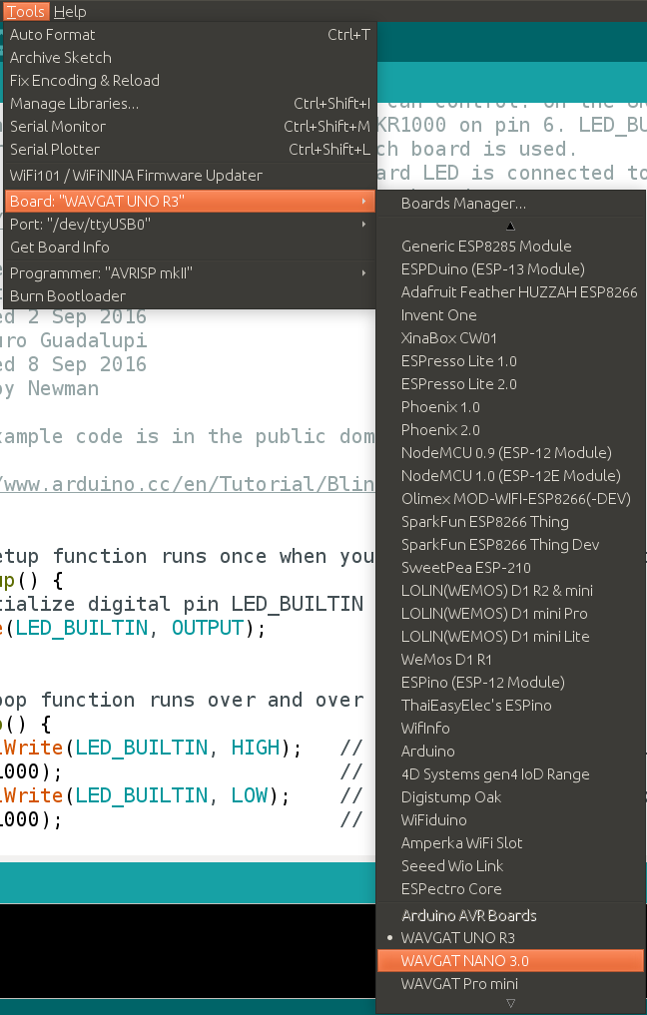 Tools Help
Auto Format Ctrl+T
Archive Sketch
Fix Encoding & Reload
Manage Libraries... Ctrl+Shift+I
Serial Monitor Ctrl+Shift+M
Serial Plotter Ctrl+Shift+L
WiFi101 / WiFiNINA Firmware Updater
Board: "WAVGAT UNO R3"
Port: "/dev/ttyUSB0"
Get Board Info
Programmer: "AVRISP mkII"
Burn Bootloader
can control. On the
KR1000 on pin 6. LED_BU
ch board is used.
ard LED is connected to
Boards Manager...
Generic ESP8285 Module
ESPDuino (ESP-13 Module)
Adafruit Feather HUZZAH ESP8266
Invent One
XinaBox CW01
ESPresso Lite 1.0
ESPresso Lite 2.0
Phoenix 1.0
Phoenix 2.0
NodeMCU 0.9 (ESP-12 Module)
NodeMCU 1.0 (ESP-12E Module)
Olimex MOD-WIFI-ESP8266(-DEV)
SparkFun ESP8266 Thing
SparkFun ESP8266 Thing Dev
SweetPea ESP-210
LOLIN(WEMOS) D1 R2 & mini
LOLIN(WEMOS) D1 mini Pro
LOLIN(WEMOS) D1 mini Lite
WeMos D1 R1
ESPino (ESP-12 Module)
ThaiEasyElec's ESPino
WifInfo
Arduino
4D Systems gen4 IoD Range
Digistump Oak
WiFiduino
Amperka WiFi Slot
Seeed Wio Link
ESPectro Core
Arduino AVR Boards
WAVGAT UNO R3
WAVGAT NANO 3.0
WAVGAT Pro mini
ed 2 Sep 2016
uro Guadalupi
ed 8 Sep 2016
by Newman
xample code is in the public dom
/www.arduino.cc/en/Tutorial/Blin
etup function runs once when you
up() {
tialize digital pin LED_BUILTIN
e(LED_BUILTIN, OUTPUT);
oop function runs over and over
() {
lWrite(LED_BUILTIN, HIGH); //
1000); //
lWrite(LED_BUILTIN, LOW); //
1000); //